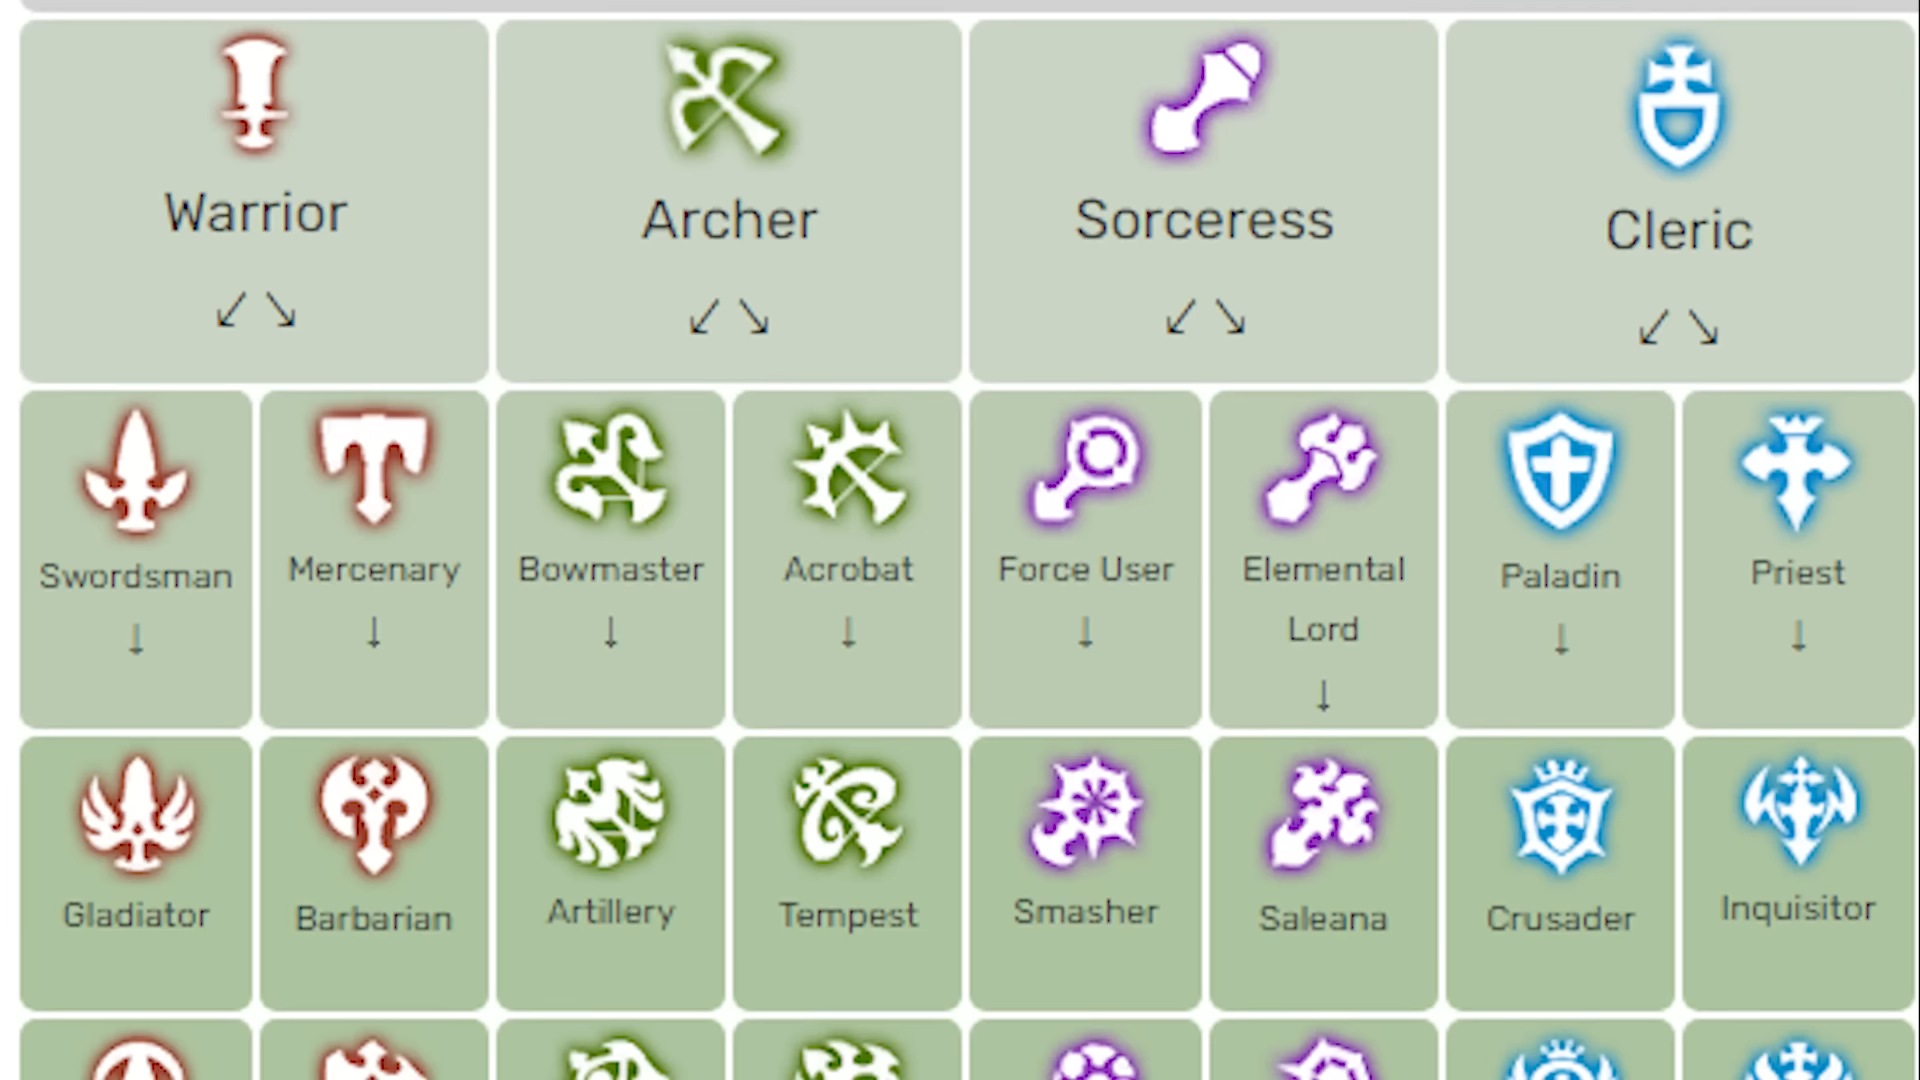 Warrior
Archer
Sorceress
Cleric
↙ ↘
↙ ↘
↙ ↘
↙ ↘
Swordsman
Mercenary
Bowmaster
Acrobat
Force User
Elemental
Lord
Paladin
Priest
↓
↓
↓
↓
↓
↓
↓
↓
Gladiator
Barbarian
Artillery
Tempest
Smasher
Saleana
Crusader
Inquisitor